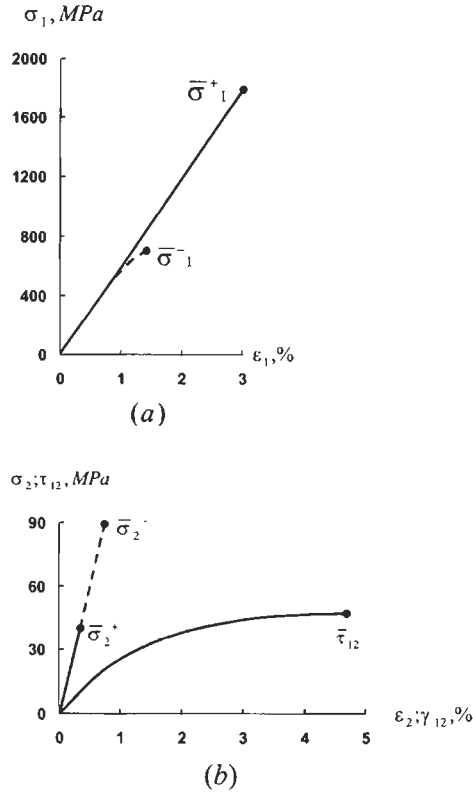 σ₁, MPa
2000
σ̅⁺₁
1600
1200
800
σ̅⁻₁
400
0
0 1 2 3 ε₁,%
(a)
σ₂;τ₁₂, MPa
90
σ̅₂⁻
60
σ̅₂⁺
30
τ̅₁₂
0
0 1 2 3 4 5 ε₂;γ₁₂,%
(b)